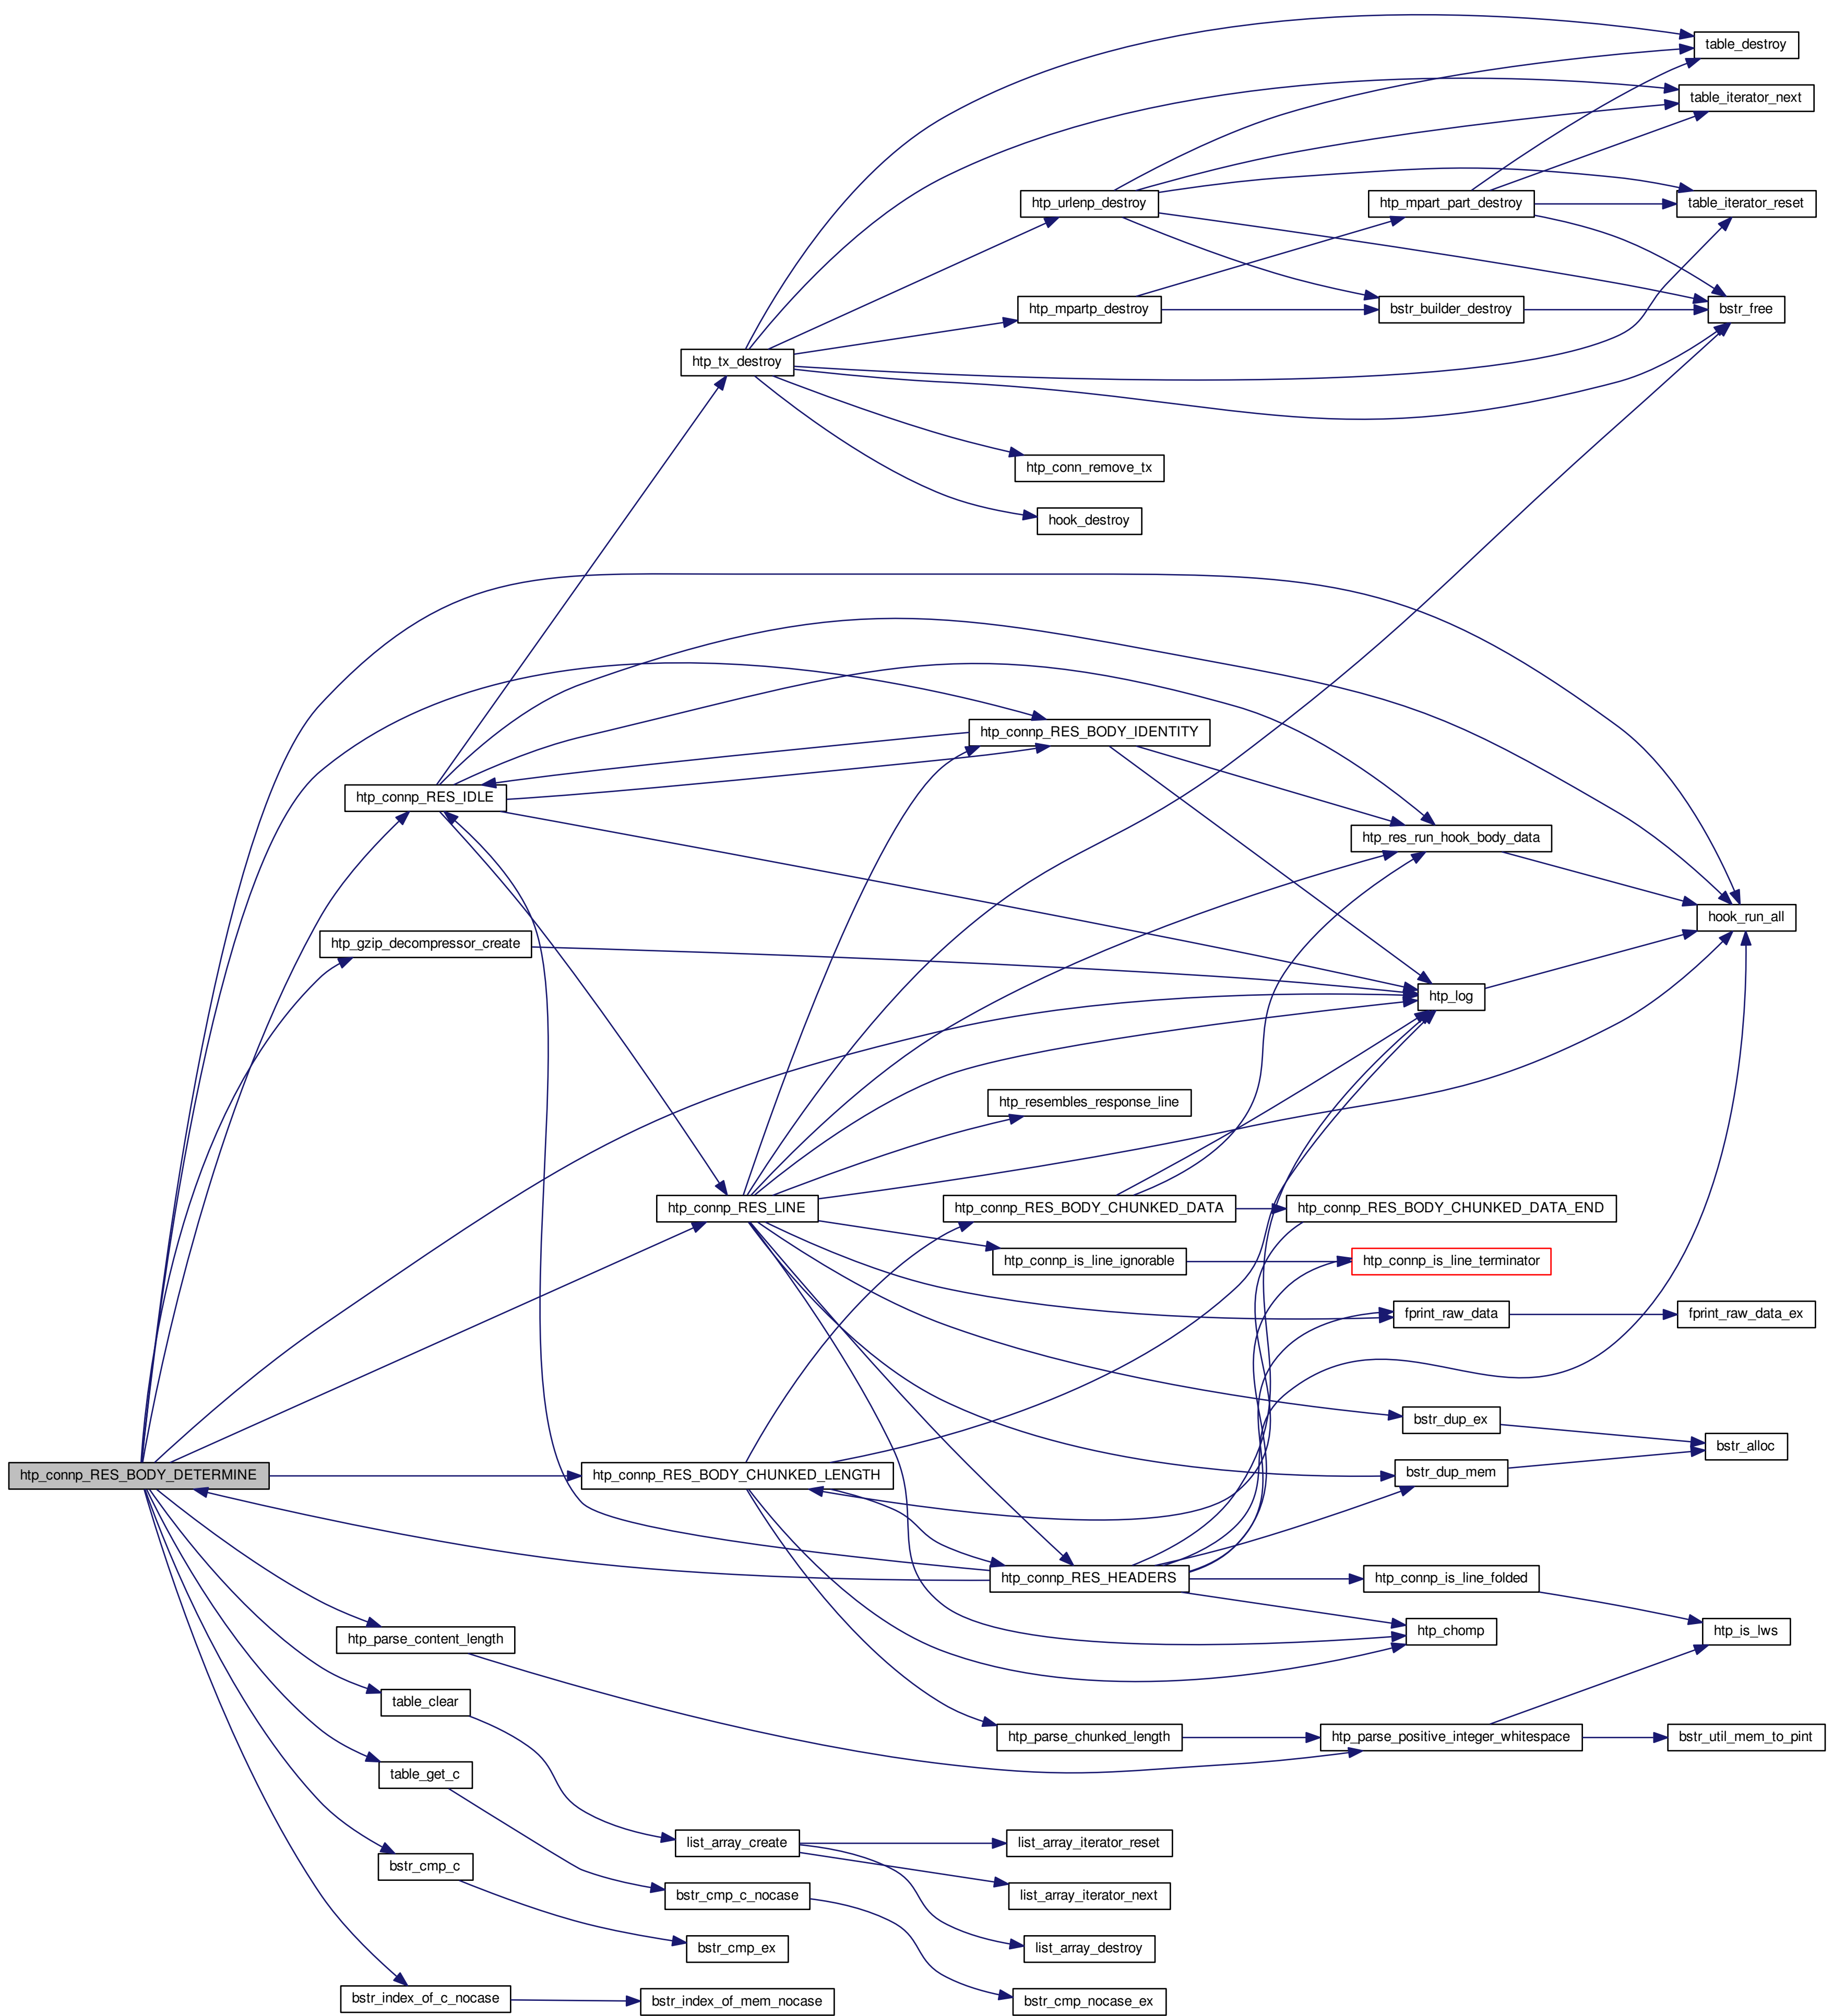 table_destroy
table_iterator_next
htp_urlenp_destroy
htp_mpart_part_destroy
table_iterator_reset
htp_mpartp_destroy
bstr_builder_destroy
bstr_free
htp_tx_destroy
htp_conn_remove_tx
hook_destroy
htp_connp_RES_BODY_IDENTITY
htp_connp_RES_IDLE
htp_res_run_hook_body_data
hook_run_all
htp_gzip_decompressor_create
htp_log
htp_resembles_response_line
htp_connp_RES_LINE
htp_connp_RES_BODY_CHUNKED_DATA
htp_connp_RES_BODY_CHUNKED_DATA_END
htp_connp_is_line_ignorable
htp_connp_is_line_terminator
fprint_raw_data
fprint_raw_data_ex
bstr_dup_ex
bstr_alloc
htp_connp_RES_BODY_DETERMINE
htp_connp_RES_BODY_CHUNKED_LENGTH
bstr_dup_mem
htp_connp_RES_HEADERS
htp_connp_is_line_folded
htp_parse_content_length
htp_chomp
htp_is_lws
table_clear
htp_parse_chunked_length
htp_parse_positive_integer_whitespace
bstr_util_mem_to_pint
table_get_c
list_array_create
list_array_iterator_reset
bstr_cmp_c
bstr_cmp_c_nocase
list_array_iterator_next
bstr_cmp_ex
list_array_destroy
bstr_index_of_c_nocase
bstr_index_of_mem_nocase
bstr_cmp_nocase_ex